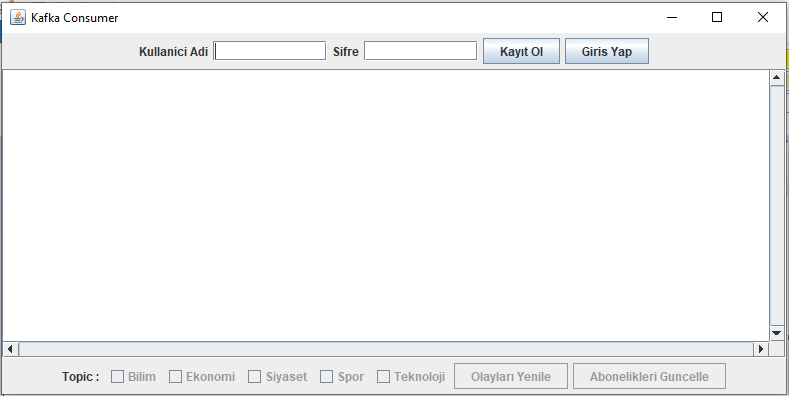 Kafka Consumer
Kullanici Adi Sifre Kayıt Ol Giris Yap
Topic : Bilim Ekonomi Siyaset Spor Teknoloji Olayları Yenile Abonelikleri Guncelle